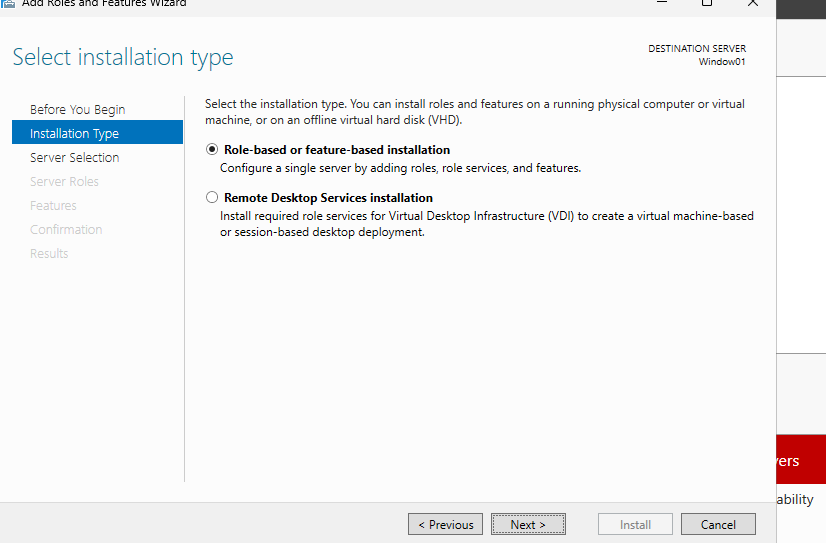 Add Roles and Features Wizard
Select installation type
DESTINATION SERVER
Window01
Before You Begin
Installation Type
Server Selection
Server Roles
Features
Confirmation
Results
Select the installation type. You can install roles and features on a running physical computer or virtual
machine, or on an offline virtual hard disk (VHD).
Role-based or feature-based installation
Configure a single server by adding roles, role services, and features.
Remote Desktop Services installation
Install required role services for Virtual Desktop Infrastructure (VDI) to create a virtual machine-based
or session-based desktop deployment.
vers
ability
< Previous
Next >
Install
Cancel